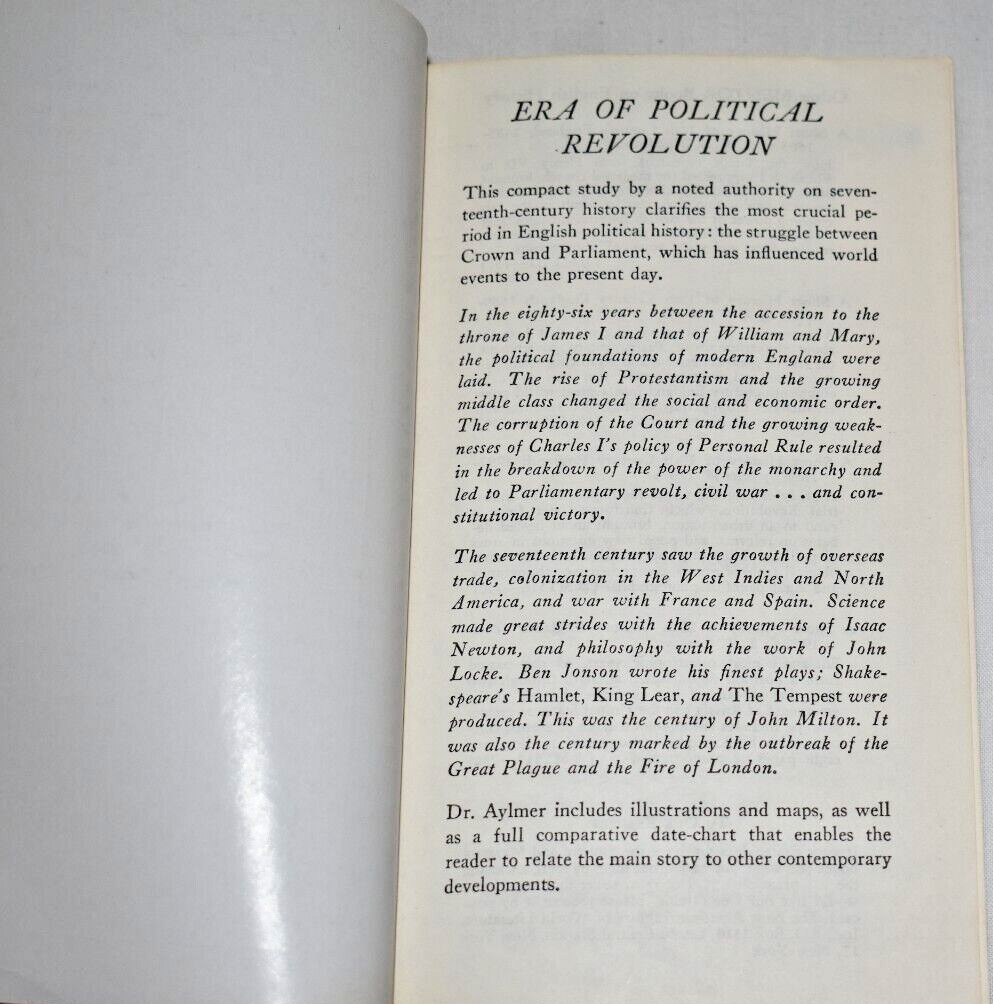 ERA OF POLITICAL
REVOLUTION
This compact study by a noted authority on seven-
teenth-century history clarifies the most crucial pe-
riod in English political history: the struggle between
Crown and Parliament, which has influenced world
events to the present day.
In the eighty-six years between the accession to the
throne of James I and that of William and Mary,
the political foundations of modern England were
laid. The rise of Protestantism and the growing
middle class changed the social and economic order.
The corruption of the Court and the growing weak-
nesses of Charles I's policy of Personal Rule resulted
in the breakdown of the power of the monarchy and
led to Parliamentary revolt, civil war . . . and con-
stitutional victory.
The seventeenth century saw the growth of overseas
trade, colonization in the West Indies and North
America, and war with France and Spain. Science
made great strides with the achievements of Isaac
Newton, and philosophy with the work of John
Locke. Ben Jonson wrote his finest plays; Shake-
speare's Hamlet, King Lear, and The Tempest were
produced. This was the century of John Milton. It
was also the century marked by the outbreak of the
Great Plague and the Fire of London.
Dr. Aylmer includes illustrations and maps, as well
as a full comparative date-chart that enables the
reader to relate the main story to other contemporary
developments.